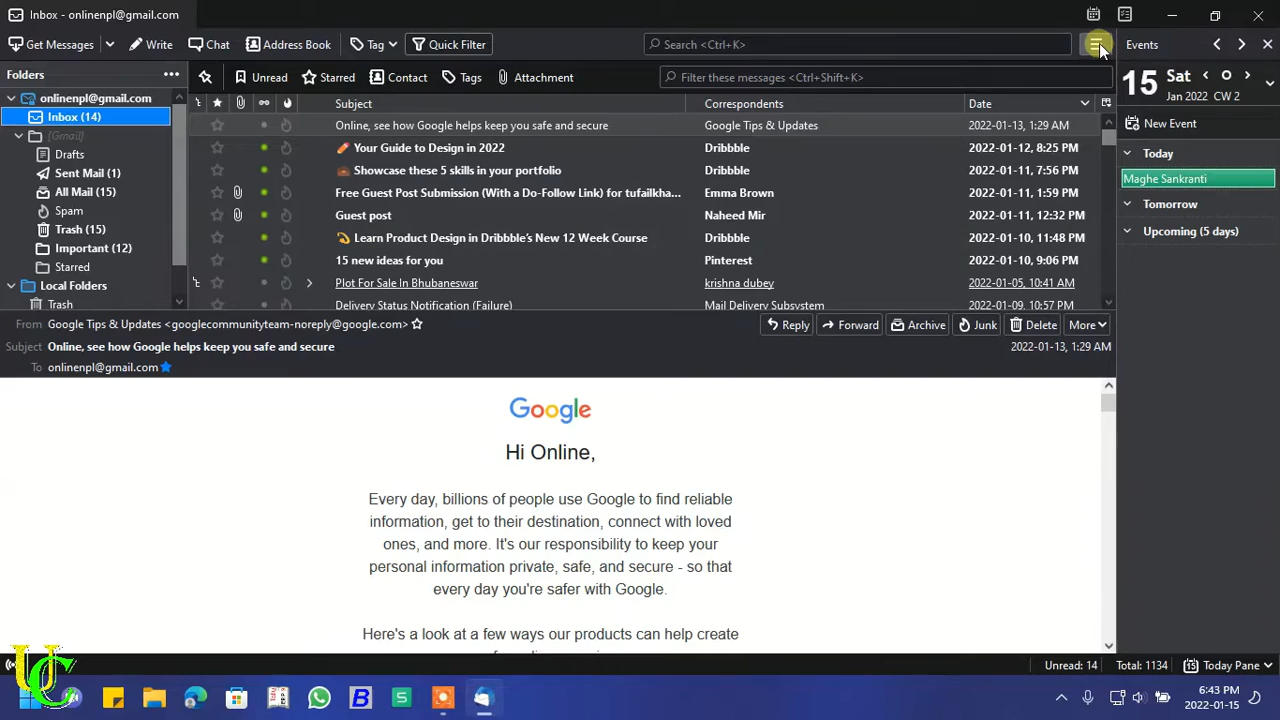 Inbox - onlinenpl@gmail.com
Get Messages Write Chat Address Book Tag Quick Filter Search <Ctrl+K> Events
Folders Unread Starred Contact Tags Attachment Filter these messages <Ctrl+Shift+K>
15 Sat
Jan 2022 CW 2
onlinenpl@gmail.com
Inbox (14)
[Gmail]
Drafts
Sent Mail (1)
All Mail (15)
Spam
Trash (15)
Important (12)
Starred
Local Folders
Trash
Subject Correspondents Date
Online, see how Google helps keep you safe and secure Google Tips & Updates 2022-01-13, 1:29 AM
Your Guide to Design in 2022 Dribbble 2022-01-12, 8:25 PM
Showcase these 5 skills in your portfolio Dribbble 2022-01-11, 7:56 PM
Free Guest Post Submission (With a Do-Follow Link) for tufailkha... Emma Brown 2022-01-11, 1:59 PM
Guest post Naheed Mir 2022-01-11, 12:32 PM
Learn Product Design in Dribbble's New 12 Week Course Dribbble 2022-01-10, 11:48 PM
15 new ideas for you Pinterest 2022-01-10, 9:06 PM
Plot For Sale In Bhubaneswar krishna dubey 2022-01-05, 10:41 AM
Delivery Status Notification (Failure) Mail Delivery Subsystem 2022-01-09, 10:57 PM
New Event
Today
Maghe Sankranti
Tomorrow
Upcoming (5 days)
From Google Tips & Updates <googlecommunityteam-noreply@google.com> Reply Forward Archive Junk Delete More
Subject Online, see how Google helps keep you safe and secure 2022-01-13, 1:29 AM
To onlinenpl@gmail.com
Google
Hi Online,
Every day, billions of people use Google to find reliable
information, get to their destination, connect with loved
ones, and more. It's our responsibility to keep your
personal information private, safe, and secure - so that
every day you're safer with Google.
Here's a look at a few ways our products can help create
Unread: 14 Total: 1134 Today Pane
UC
B
S
6:43 PM
2022-01-15